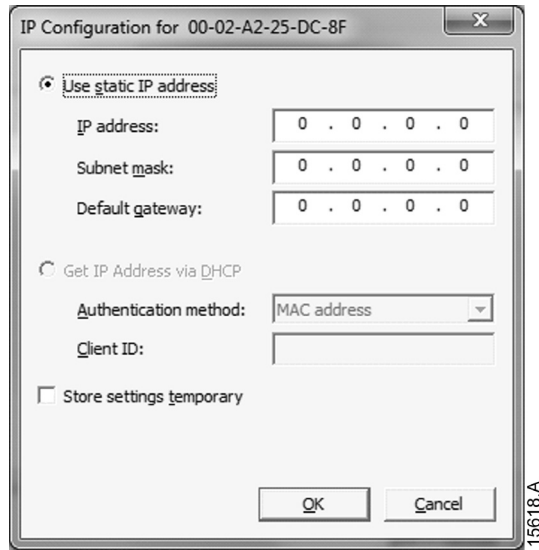 IP Configuration for 00-02-A2-25-DC-8F
Use static IP address
IP address: 0 . 0 . 0 . 0
Subnet mask: 0 . 0 . 0 . 0
Default gateway: 0 . 0 . 0 . 0
Get IP Address via DHCP
Authentication method: MAC address
Client ID:
Store settings temporary
OK Cancel
15618.A